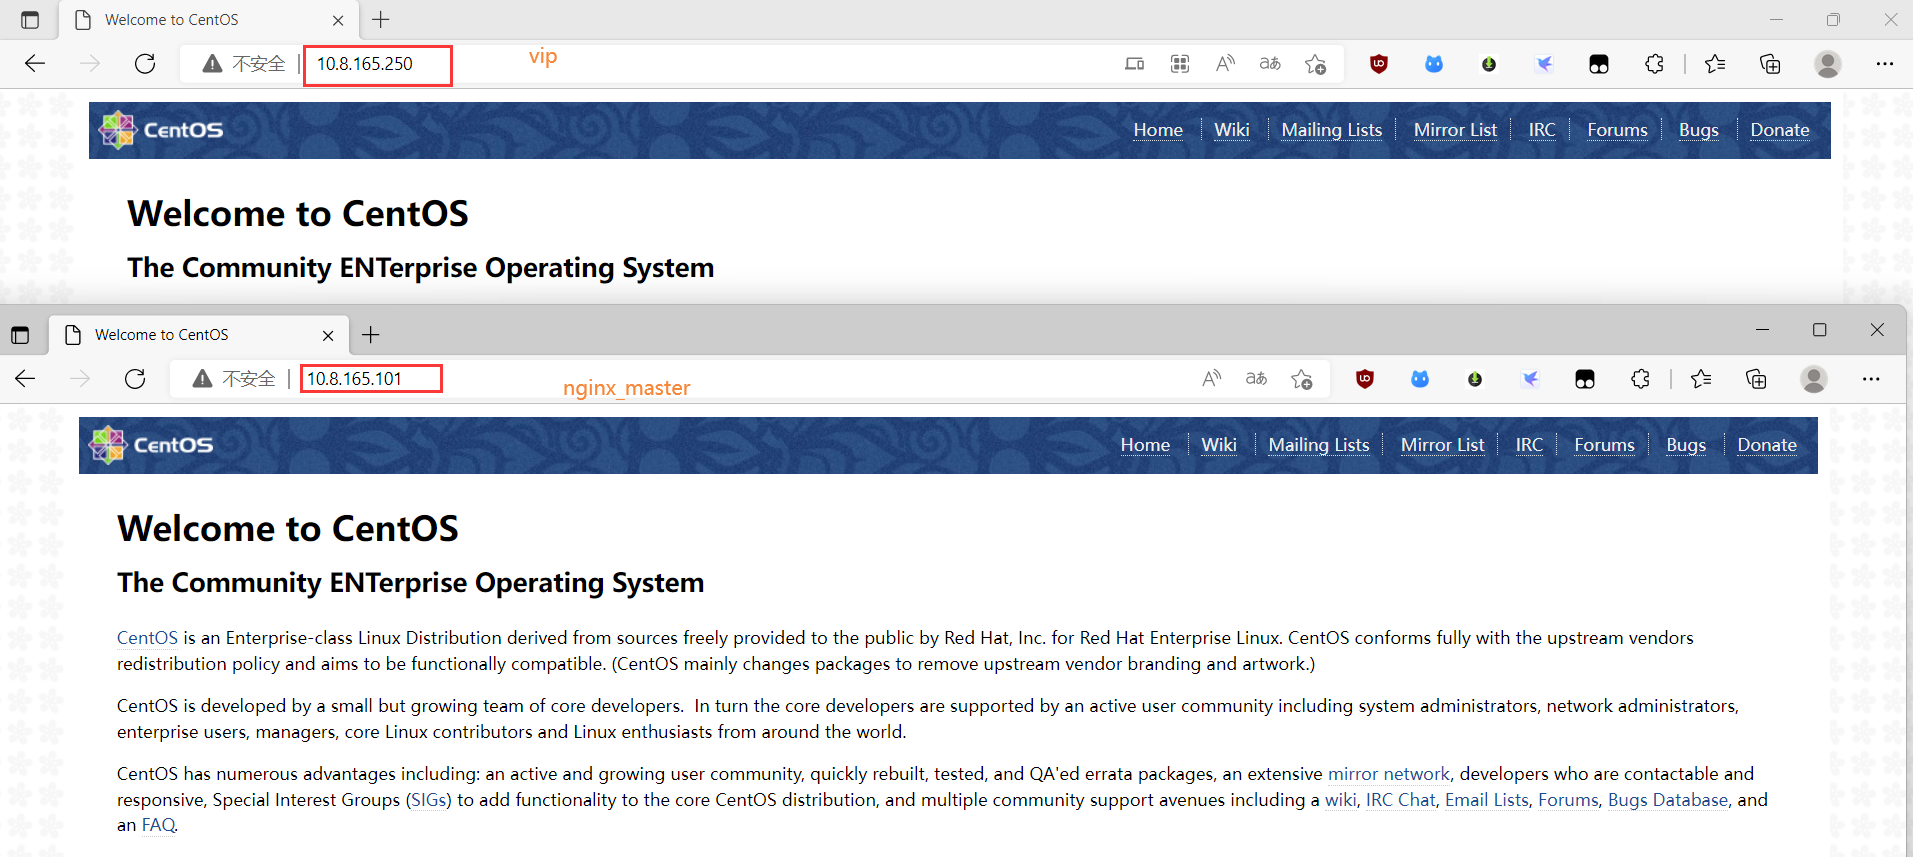 Welcome to CentOS
不安全 10.8.165.250 vip
CentOS Home Wiki Mailing Lists Mirror List IRC Forums Bugs Donate
Welcome to CentOS
The Community ENTerprise Operating System
Welcome to CentOS
不安全 10.8.165.101 nginx_master
CentOS Home Wiki Mailing Lists Mirror List IRC Forums Bugs Donate
Welcome to CentOS
The Community ENTerprise Operating System
CentOS is an Enterprise-class Linux Distribution derived from sources freely provided to the public by Red Hat, Inc. for Red Hat Enterprise Linux. CentOS conforms fully with the upstream vendors
redistribution policy and aims to be functionally compatible. (CentOS mainly changes packages to remove upstream vendor branding and artwork.)
CentOS is developed by a small but growing team of core developers.  In turn the core developers are supported by an active user community including system administrators, network administrators,
enterprise users, managers, core Linux contributors and Linux enthusiasts from around the world.
CentOS has numerous advantages including: an active and growing user community, quickly rebuilt, tested, and QA'ed errata packages, an extensive mirror network, developers who are contactable and
responsive, Special Interest Groups (SIGs) to add functionality to the core CentOS distribution, and multiple community support avenues including a wiki, IRC Chat, Email Lists, Forums, Bugs Database, and
an FAQ.